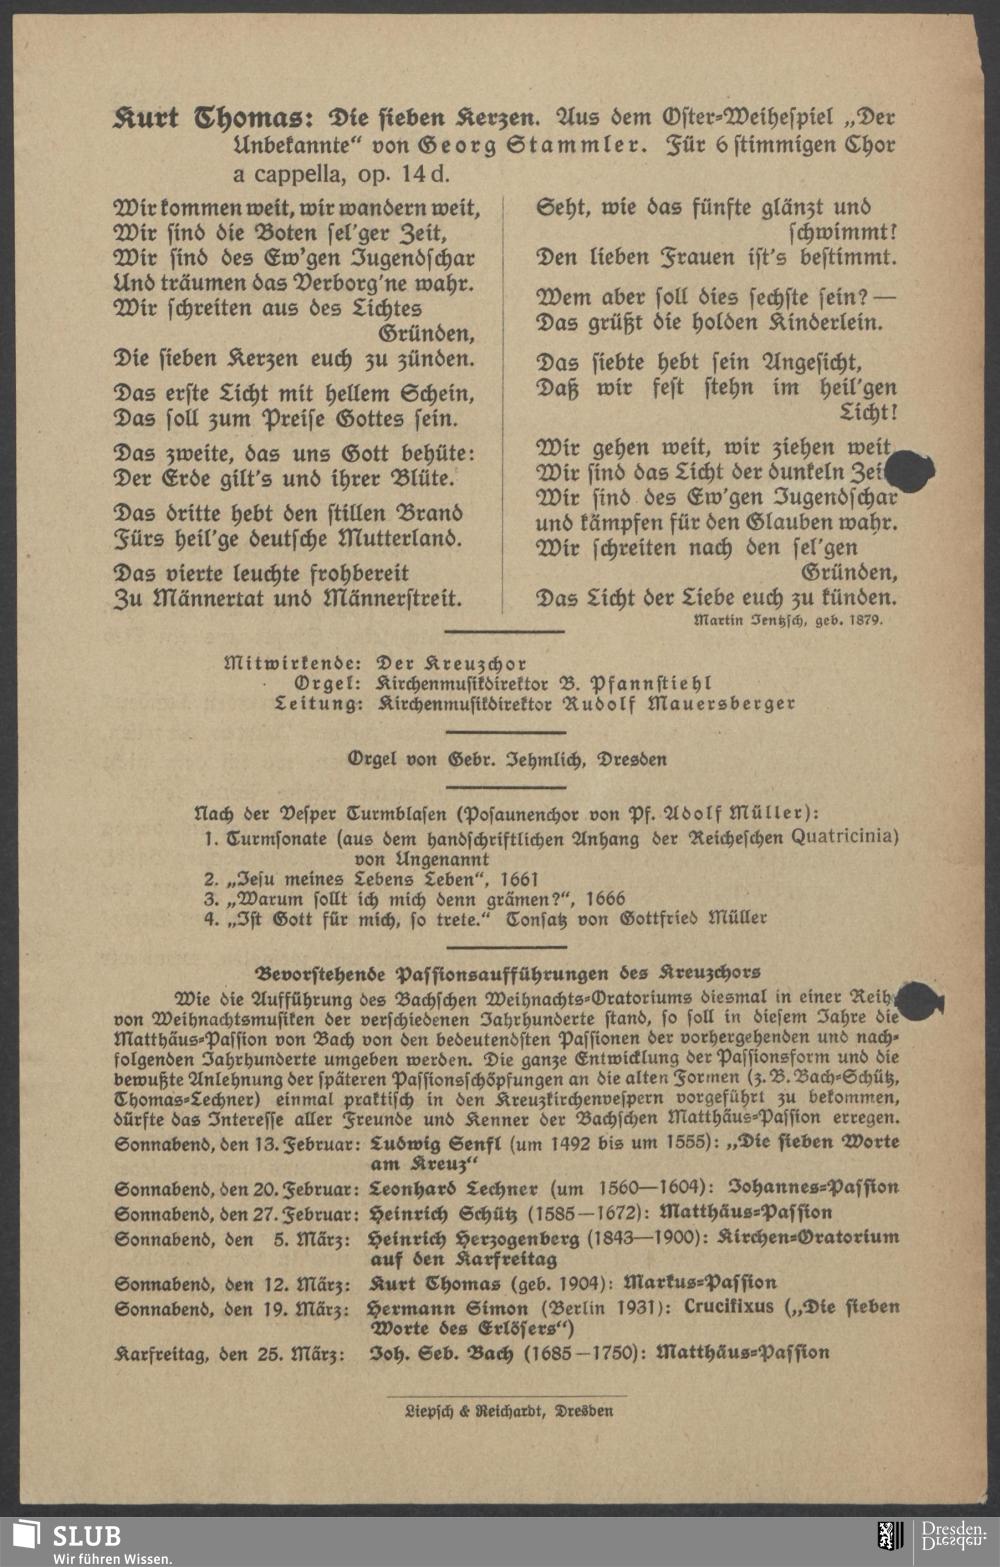 Kurt Thomas: Die sieben Kerzen. Aus dem Oster-Weihespiel „Der
Unbekannte“ von Georg Stammler. Für 6 stimmigen Chor
a cappella, op. 14 d.
Wir kommen weit, wir wandern weit,
Wir sind die Boten sel'ger Zeit,
Wir sind des Ew'gen Jugendschar
Und träumen das Verborg'ne wahr.
Wir schreiten aus des Lichtes
Gründen,
Die sieben Kerzen euch zu zünden.
Das erste Licht mit hellem Schein,
Das soll zum Preise Gottes sein.
Das zweite, das uns Gott behüte:
Der Erde gilt's und ihrer Blüte.
Das dritte hebt den stillen Brand
Fürs heil'ge deutsche Mutterland.
Das vierte leuchte frohbereit
Zu Männertat und Männerstreit.
Seht, wie das fünfte glänzt und
schwimmt!
Den lieben Frauen ist's bestimmt.
Wem aber soll dies sechste sein? —
Das grüßt die holden Kinderlein.
Das siebte hebt sein Angesicht,
Daß wir fest stehn im heil'gen
Licht!
Wir gehen weit, wir ziehen weit
Wir sind das Licht der dunkeln
Wir sind des Ew'gen Jugendschar
und kämpfen für den Glauben wahr.
Wir schreiten nach den sel'gen
Gründen,
Das Licht der Liebe euch zu künden.
Martin Jentzsch, geb. 1879.
Mitwirkende: Der Kreuzchor
Orgel: Kirchenmusikdirektor B. Pfannstiehl
Leitung: Kirchenmusikdirektor Rudolf Mauersberger
Orgel von Gebr. Jehmlich, Dresden
Nach der Vesper Turmblasen (Posaunenchor von Pf. Adolf Müller):
1. Turmsonate (aus dem handschriftlichen Anhang der Reicheschen Quatricinia)
von Ungenannt
2. „Jesu meines Lebens Leben“, 1661
3. „Warum sollt ich mich denn grämen?“, 1666
4. „Ist Gott für mich, so trete.“ Tonsatz von Gottfried Müller
Bevorstehende Passionsaufführungen des Kreuzchors
Wie die Aufführung des Bachschen Weihnachts-Oratoriums diesmal in einer Reihe
von Weihnachtsmusiken der verschiedenen Jahrhunderte stand, so soll in diesem Jahre die
Matthäus-Passion von Bach von den bedeutendsten Passionen der vorhergehenden und nach-
folgenden Jahrhunderte umgeben werden. Die ganze Entwicklung der Passionsform und die
bewußte Anlehnung der späteren Passionsschöpfungen an die alten Formen (z. B. Bach-Schütz,
Thomas-Lechner) einmal praktisch in den Kreuzkirchenvespern vorgeführt zu bekommen,
dürfte das Interesse aller Freunde und Kenner der Bachschen Matthäus-Passion erregen.
Sonnabend, den 13. Februar: Ludwig Senfl (um 1492 bis um 1555): „Die sieben Worte
am Kreuz“
Sonnabend, den 20. Februar: Leonhard Lechner (um 1560—1604): Johannes-Passion
Sonnabend, den 27. Februar: Heinrich Schütz (1585—1672): Matthäus-Passion
Sonnabend, den 5. März: Heinrich Herzogenberg (1843—1900): Kirchen-Oratorium
auf den Karfreitag
Sonnabend, den 12. März: Kurt Thomas (geb. 1904): Markus-Passion
Sonnabend, den 19. März: Hermann Simon (Berlin 1931): Crucifixus („Die sieben
Worte des Erlösers“)
Karfreitag, den 25. März: Joh. Seb. Bach (1685—1750): Matthäus-Passion
Liepsch & Reichardt, Dresden
SLUB
Wir führen Wissen.
Dresden.
Dresden.